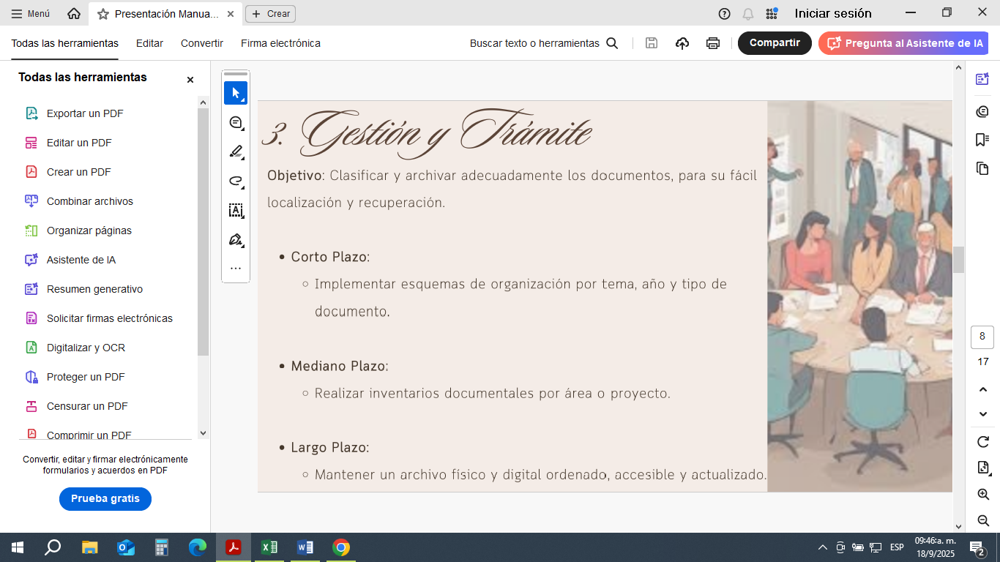 Menú
Presentación Manua...
Crear
Iniciar sesión
Todas las herramientas
Editar
Convertir
Firma electrónica
Buscar texto o herramientas
Compartir
Pregunta al Asistente de IA
Todas las herramientas
Exportar un PDF
Editar un PDF
Crear un PDF
Combinar archivos
Organizar páginas
Asistente de IA
Resumen generativo
Solicitar firmas electrónicas
Digitalizar y OCR
Proteger un PDF
Censurar un PDF
Comprimir un PDF
Convertir, editar y firmar electrónicamente
formularios y acuerdos en PDF
Prueba gratis
3. Gestión y Trámite
Objetivo: Clasificar y archivar adecuadamente los documentos, para su fácil
localización y recuperación.
Corto Plazo:
Implementar esquemas de organización por tema, año y tipo de
documento.
Mediano Plazo:
Realizar inventarios documentales por área o proyecto.
Largo Plazo:
Mantener un archivo físico y digital ordenado, accesible y actualizado.
8
17
ESP
09:46:a. m.
18/9/2025
2